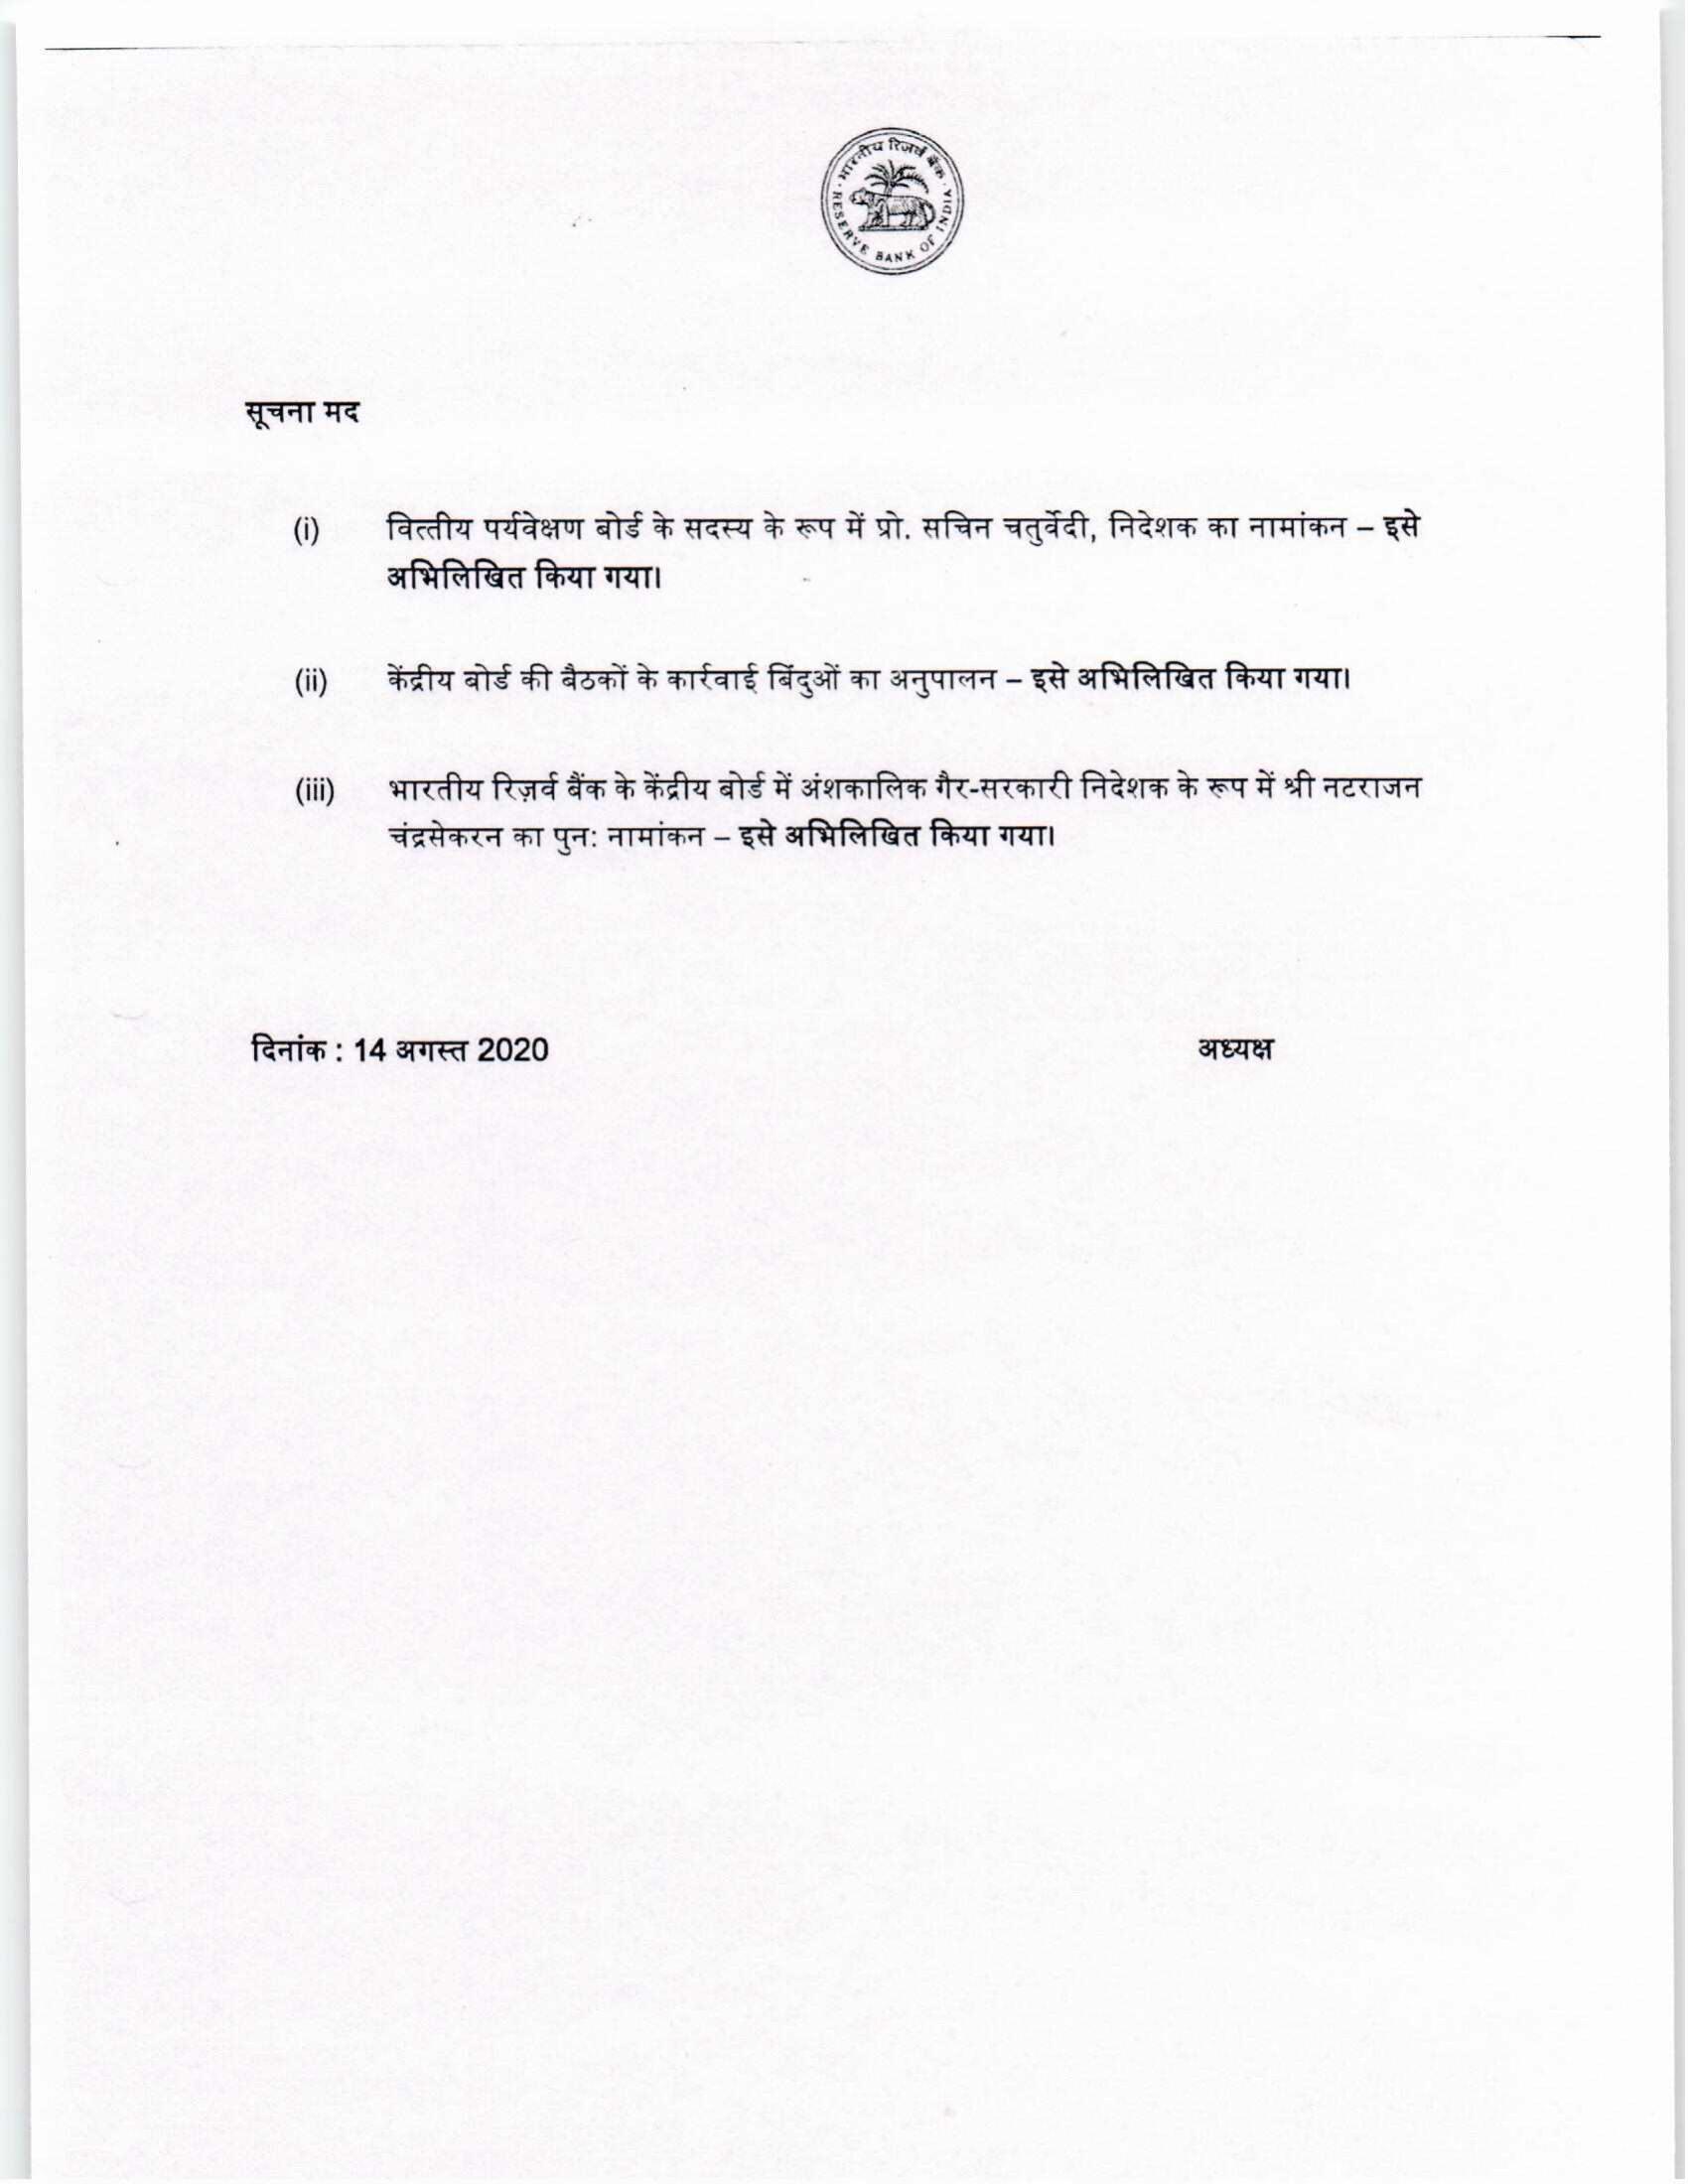 भारतीय रिज़र्व बैंक
RESERVE BANK OF INDIA
सूचना मद
(i) वित्तीय पर्यवेक्षण बोर्ड के सदस्य के रूप में प्रो. सचिन चतुर्वेदी, निदेशक का नामांकन – इसे
अभिलिखित किया गया।
(ii) केंद्रीय बोर्ड की बैठकों के कार्रवाई बिंदुओं का अनुपालन – इसे अभिलिखित किया गया।
(iii) भारतीय रिज़र्व बैंक के केंद्रीय बोर्ड में अंशकालिक गैर-सरकारी निदेशक के रूप में श्री नटराजन
चंद्रसेकरन का पुन: नामांकन – इसे अभिलिखित किया गया।
दिनांक : 14 अगस्त 2020 अध्यक्ष